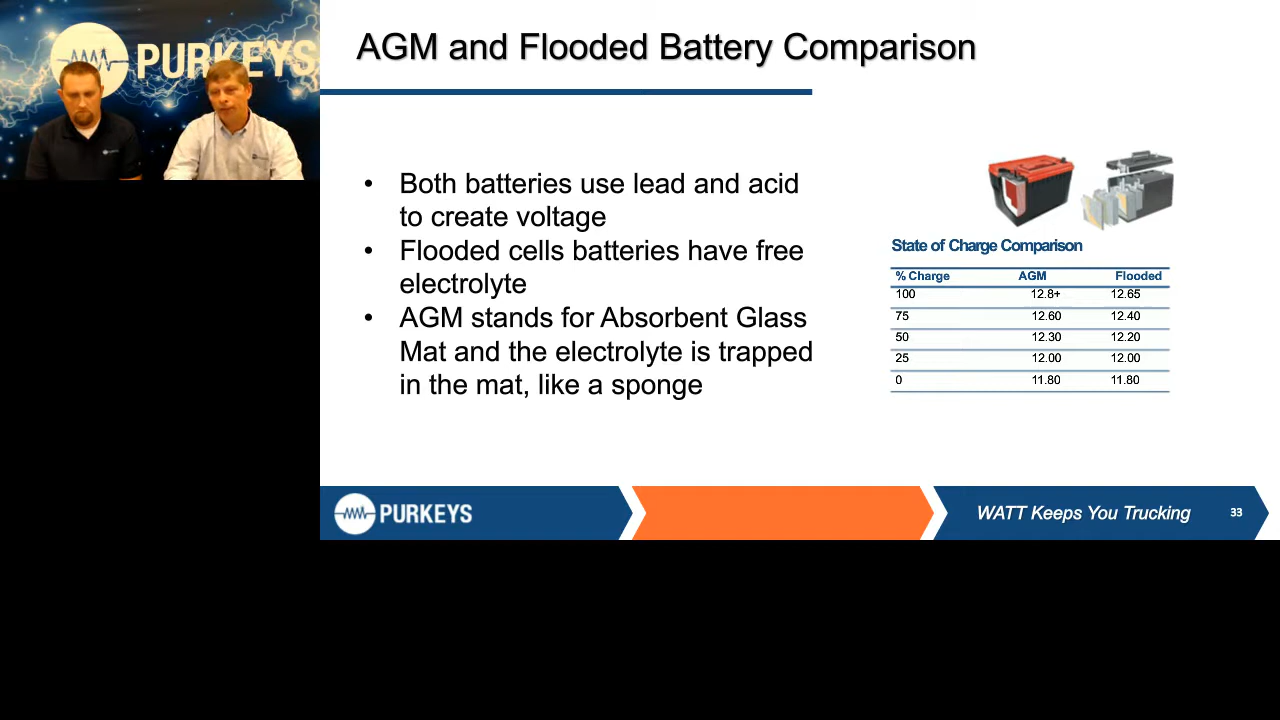 PURKEYS
AGM and Flooded Battery Comparison
• Both batteries use lead and acid
to create voltage
• Flooded cells batteries have free
electrolyte
• AGM stands for Absorbent Glass
Mat and the electrolyte is trapped
in the mat, like a sponge
State of Charge Comparison
% Charge AGM Flooded
100 12.8+ 12.65
75 12.60 12.40
50 12.30 12.20
25 12.00 12.00
0 11.80 11.80
PURKEYS
WATT Keeps You Trucking
33